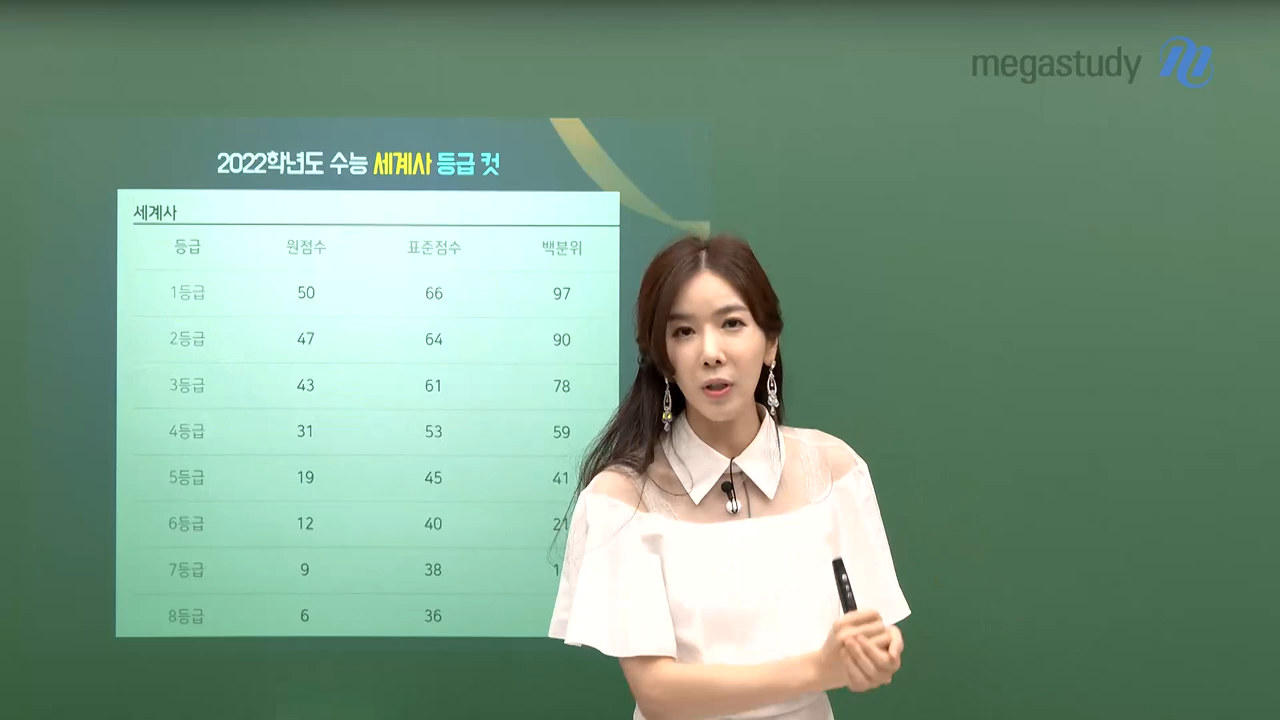 megastudy
2022학년도 수능 세계사 등급 컷
세계사
등급 원점수 표준점수 백분위
1등급 50 66 97
2등급 47 64 90
3등급 43 61 78
4등급 31 53 59
5등급 19 45 41
6등급 12 40 21
7등급 9 38
8등급 6 36